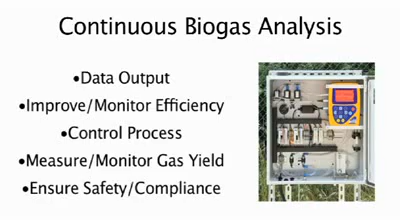 Continuous Biogas Analysis
•Data Output
•Improve/Monitor Efficiency
•Control Process
•Measure/Monitor Gas Yield
•Ensure Safety/Compliance